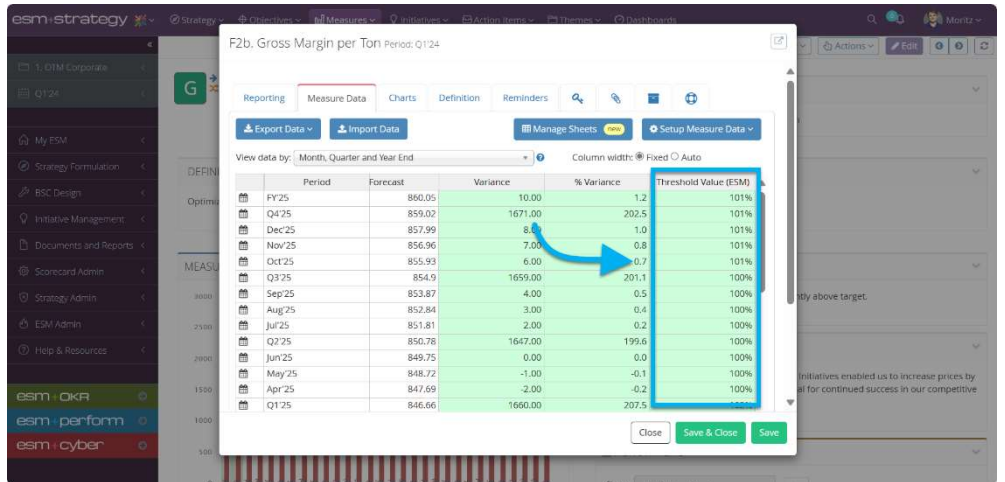 esm+strategy
Strategy Objectives Measures Initiatives Action Items Themes Dashboards
Moritz
Actions Edit
1. OTM Corporate
Q1'24
My ESM
Strategy Formulation
BSC Design
Initiative Management
Documents and Reports
Scorecard Admin
Strategy Admin
ESM Admin
Help & Resources
esm+OKR
esm+perform
esm+cyber
G
DEFIN
Optimu
MEASU
3000
2500
2000
1500
1000
500
F2b. Gross Margin per Ton Period: Q1'24
Reporting Measure Data Charts Definition Reminders
Export Data Import Data Manage Sheets new Setup Measure Data
View data by: Month, Quarter and Year End Column width: Fixed Auto
Period Forecast Variance % Variance Threshold Value (ESM)
FY'25 860.05 10.00 1.2 101%
Q4'25 859.02 1671.00 202.5 101%
Dec'25 857.99 1.0 101%
Nov'25 856.96 7.00 0.8 101%
Oct'25 855.93 6.00 0.7 101%
Q3'25 854.9 1659.00 201.1 100%
Sep'25 853.87 4.00 0.5 100%
Aug'25 852.84 3.00 0.4 100%
Jul'25 851.81 2.00 0.2 100%
Q2'25 850.78 1647.00 199.6 100%
Jun'25 849.75 0.00 0.0 100%
May'25 848.72 -1.00 -0.1 100%
Apr'25 847.69 -2.00 -0.2 100%
Q1'25 846.66 1660.00 207.5
Close Save & Close Save
ntly above target.
Initiatives enabled us to increase prices by
al for continued success in our competitive